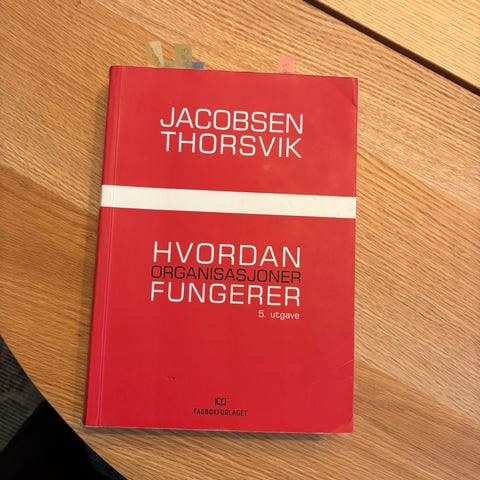 JACOBSEN
THORSVIK
HVORDAN
ORGANISASJONER
FUNGERER
5. utgave
FAGBOKFORLAGET